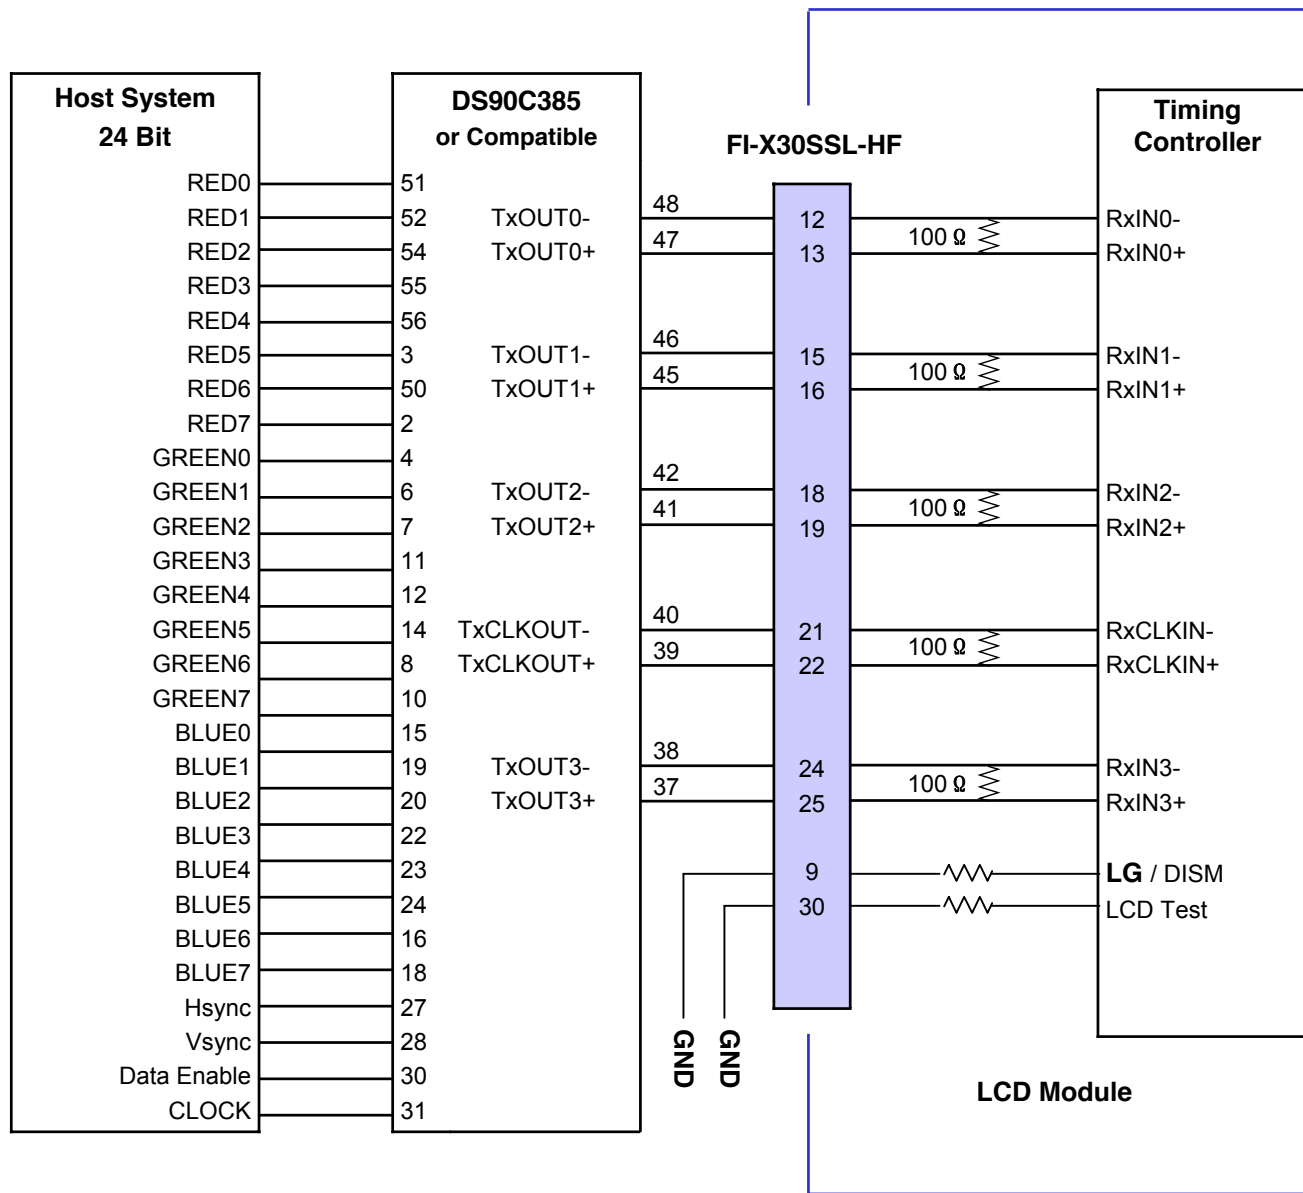 Host System
24 Bit
RED0
RED1
RED2
RED3
RED4
RED5
RED6
RED7
GREEN0
GREEN1
GREEN2
GREEN3
GREEN4
GREEN5
GREEN6
GREEN7
BLUE0
BLUE1
BLUE2
BLUE3
BLUE4
BLUE5
BLUE6
BLUE7
Hsync
Vsync
Data Enable
CLOCK
DS90C385
or Compatible
51
52
54
55
56
3
50
2
4
6
7
11
12
14
8
10
15
19
20
22
23
24
16
18
27
28
30
31
TxOUT0-
TxOUT0+
TxOUT1-
TxOUT1+
TxOUT2-
TxOUT2+
TxCLKOUT-
TxCLKOUT+
TxOUT3-
TxOUT3+
48
47
46
45
42
41
40
39
38
37
GND
GND
FI-X30SSL-HF
12
13
15
16
18
19
21
22
24
25
9
30
100 Ω
100 Ω
100 Ω
100 Ω
100 Ω
Timing
Controller
RxIN0-
RxIN0+
RxIN1-
RxIN1+
RxIN2-
RxIN2+
RxCLKIN-
RxCLKIN+
RxIN3-
RxIN3+
LG / DISM
LCD Test
LCD Module